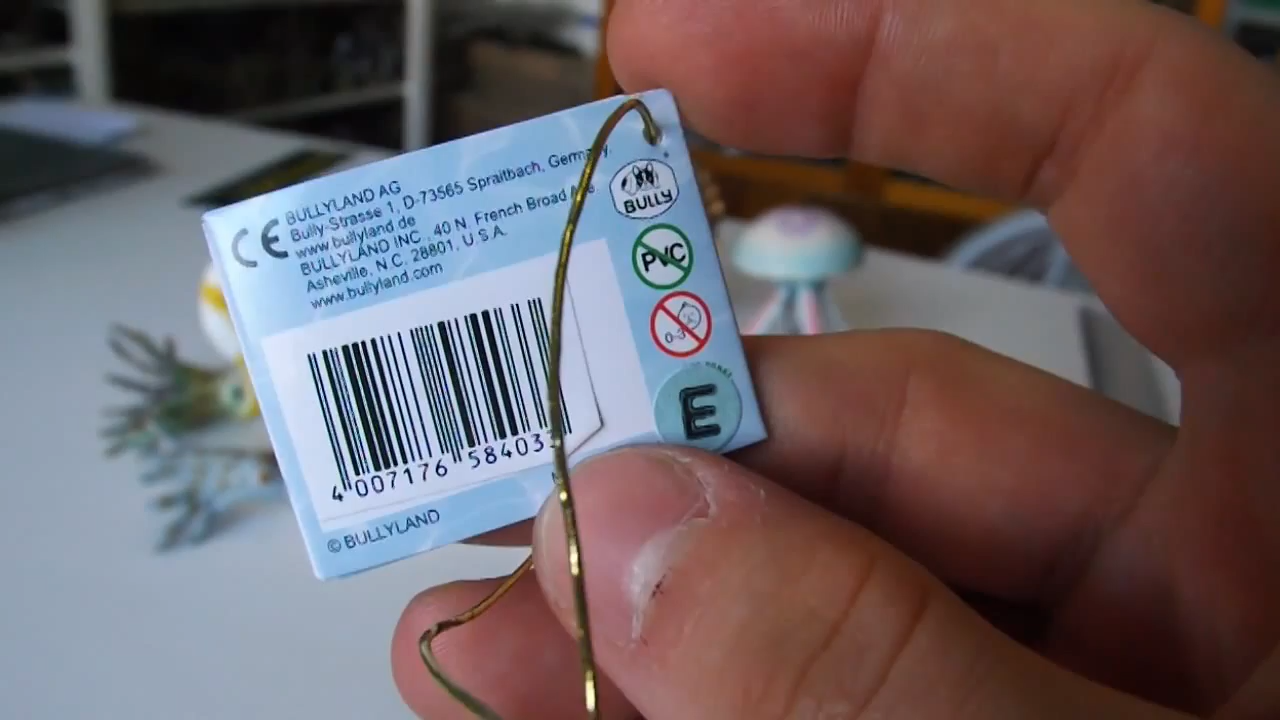 CE
BULLYLAND AG
Bully-Strasse 1, D-73565 Spraitbach, Germany,
www.bullyland.de
BULLYLAND INC., 40 N. French Broad Ave.
Asheville, N.C. 28801, U.S.A.
www.bullyland.com
BULLY
PVC
0-3
E
4 007176 58403
© BULLYLAND